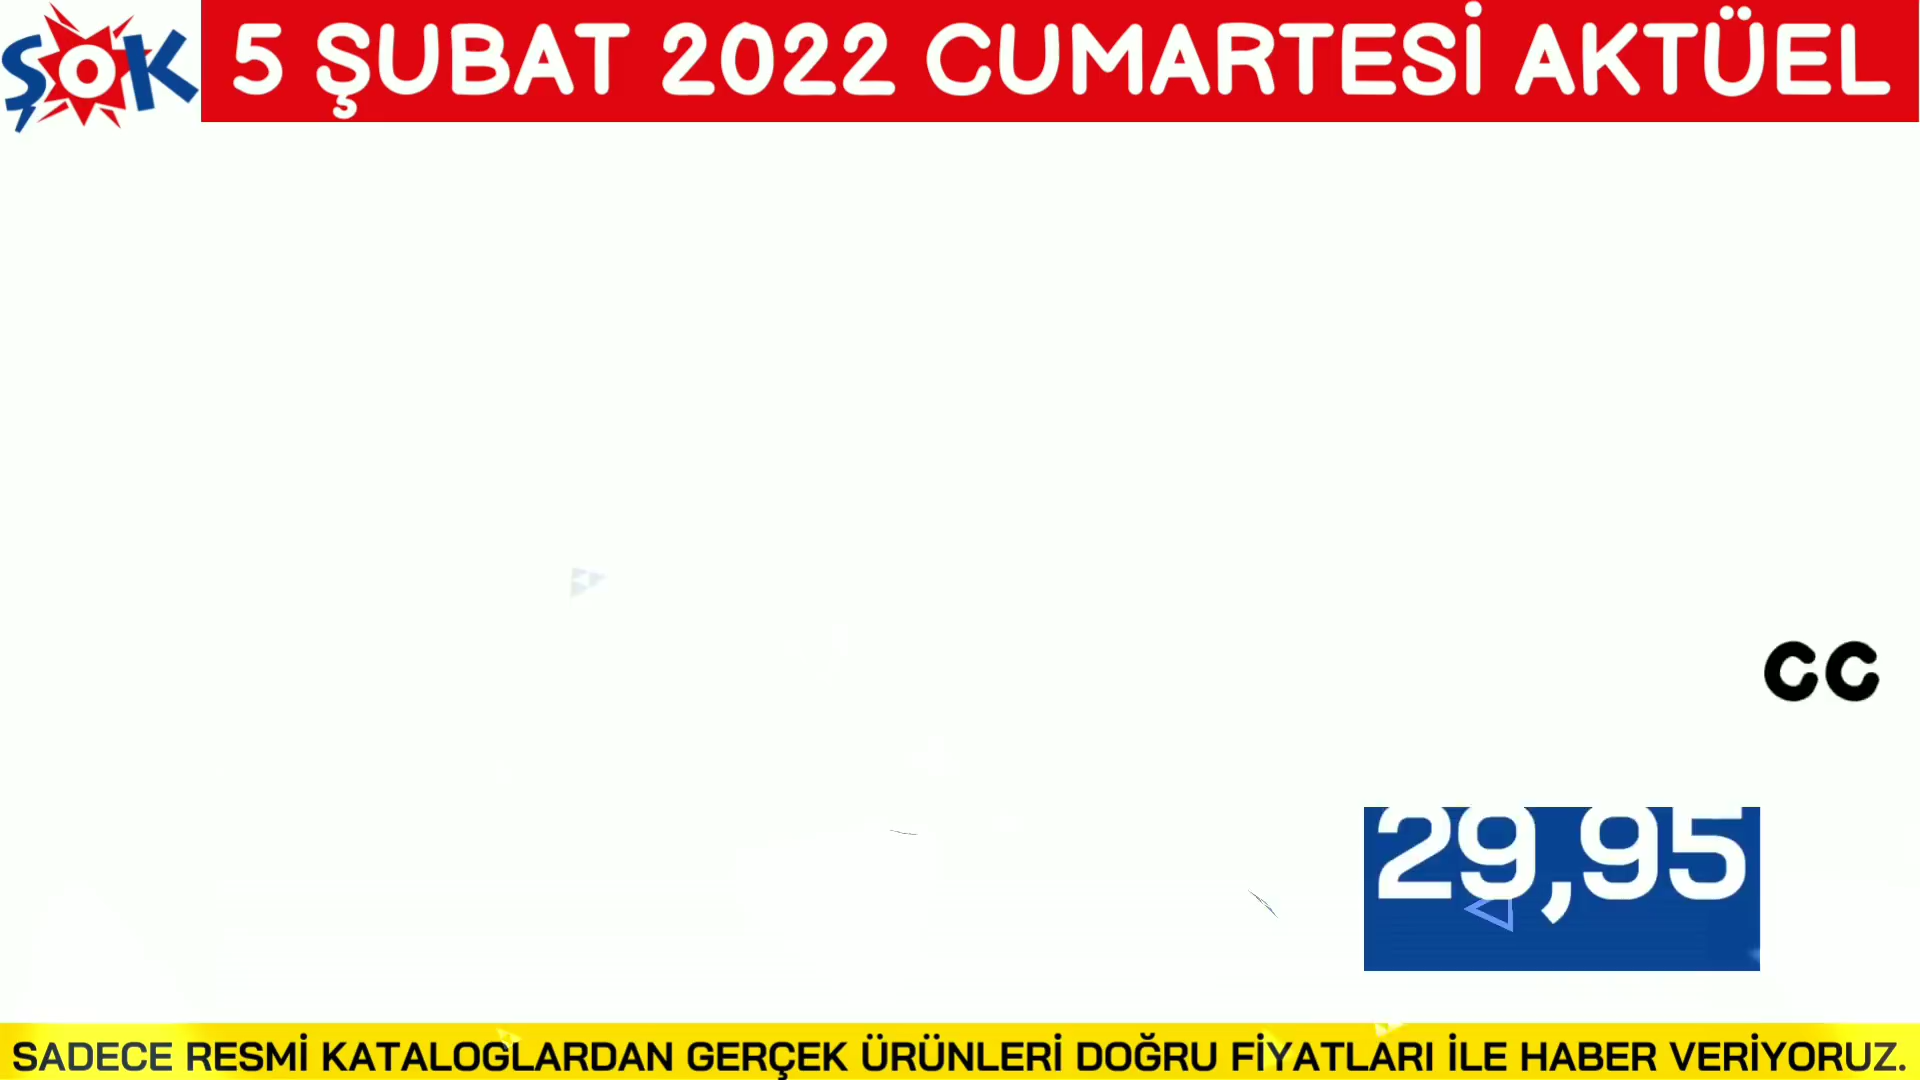 ŞOK
5 ŞUBAT 2022 CUMARTESİ AKTÜEL
CC
29,95
SADECE RESMİ KATALOGLARDAN GERÇEK ÜRÜNLERİ DOĞRU FİYATLARI İLE HABER VERİYORUZ.